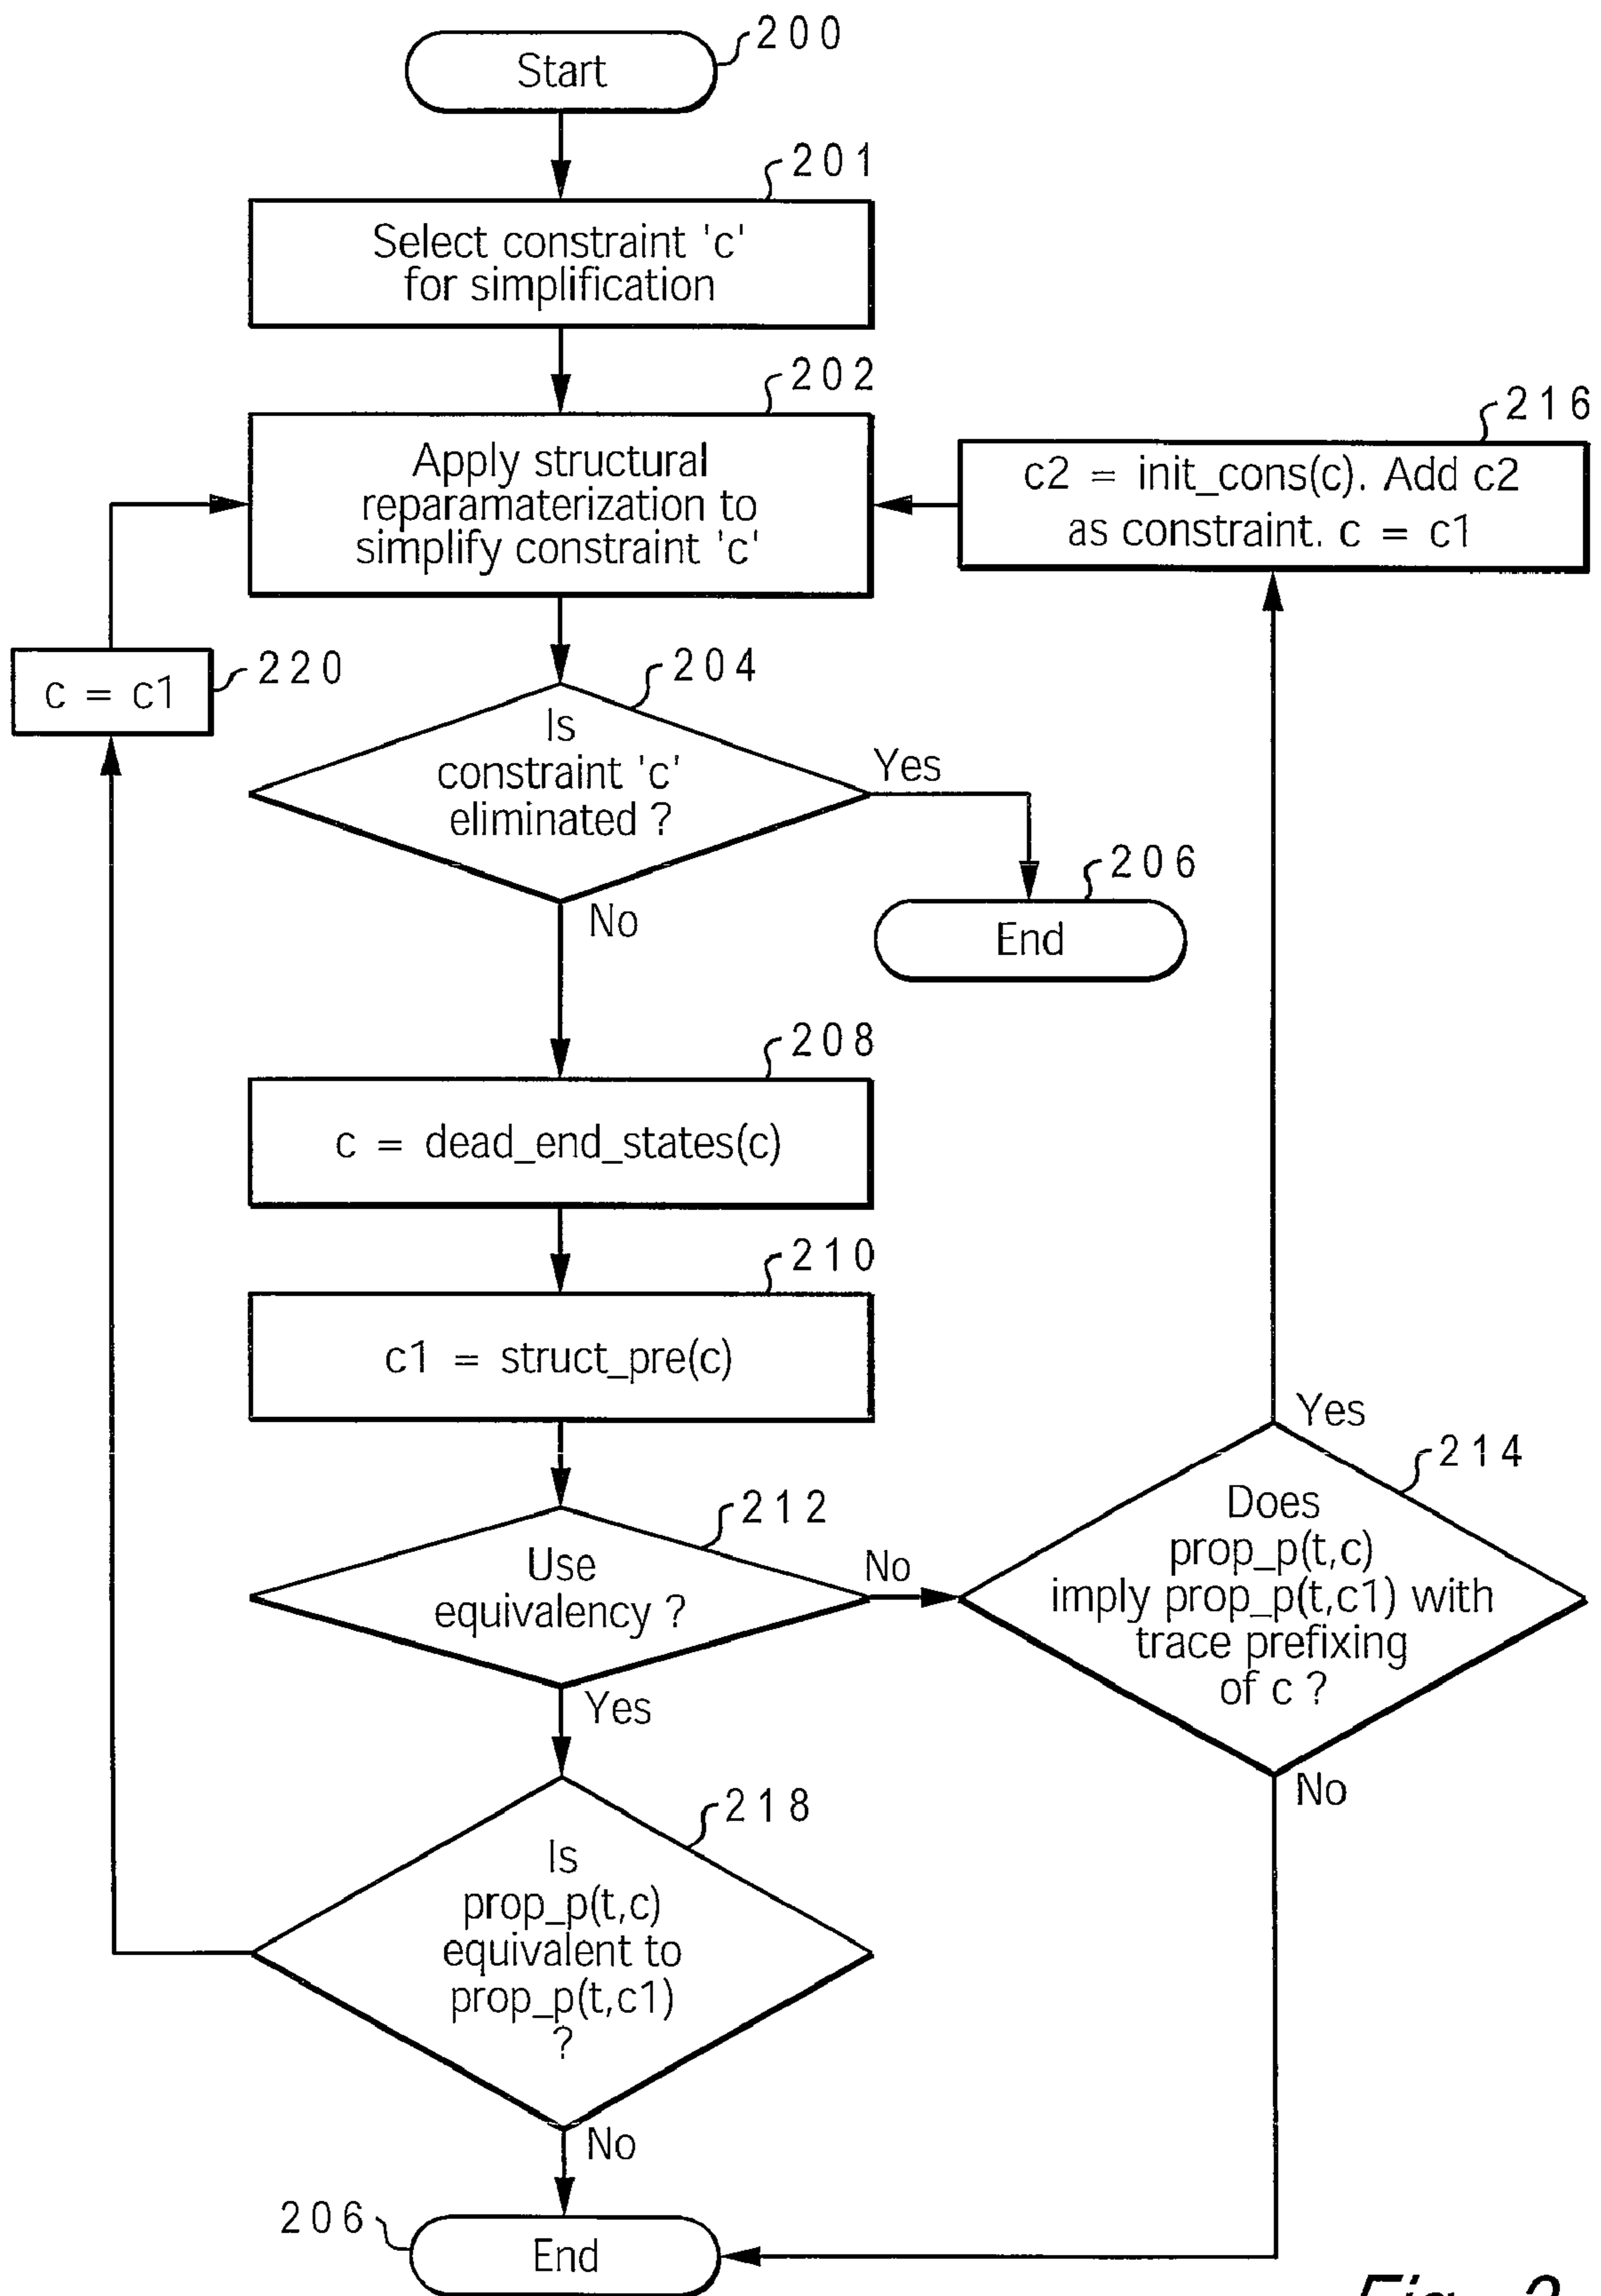 Start
200
201
Select constraint 'c'
for simplification
202
Apply structural
reparamaterization to
simplify constraint 'c'
216
c2 = init_cons(c). Add c2
as constraint. c = c1
c = c1
220
204
Is
constraint 'c'
eliminated ?
Yes
No
206
End
208
c = dead_end_states(c)
210
c1 = struct_pre(c)
212
Use
equivalency ?
No
Yes
214
Does
prop_p(t,c)
imply prop_p(t,c1) with
trace prefixing
of c ?
Yes
No
218
Is
prop_p(t,c)
equivalent to
prop_p(t,c1)
?
No
206
End